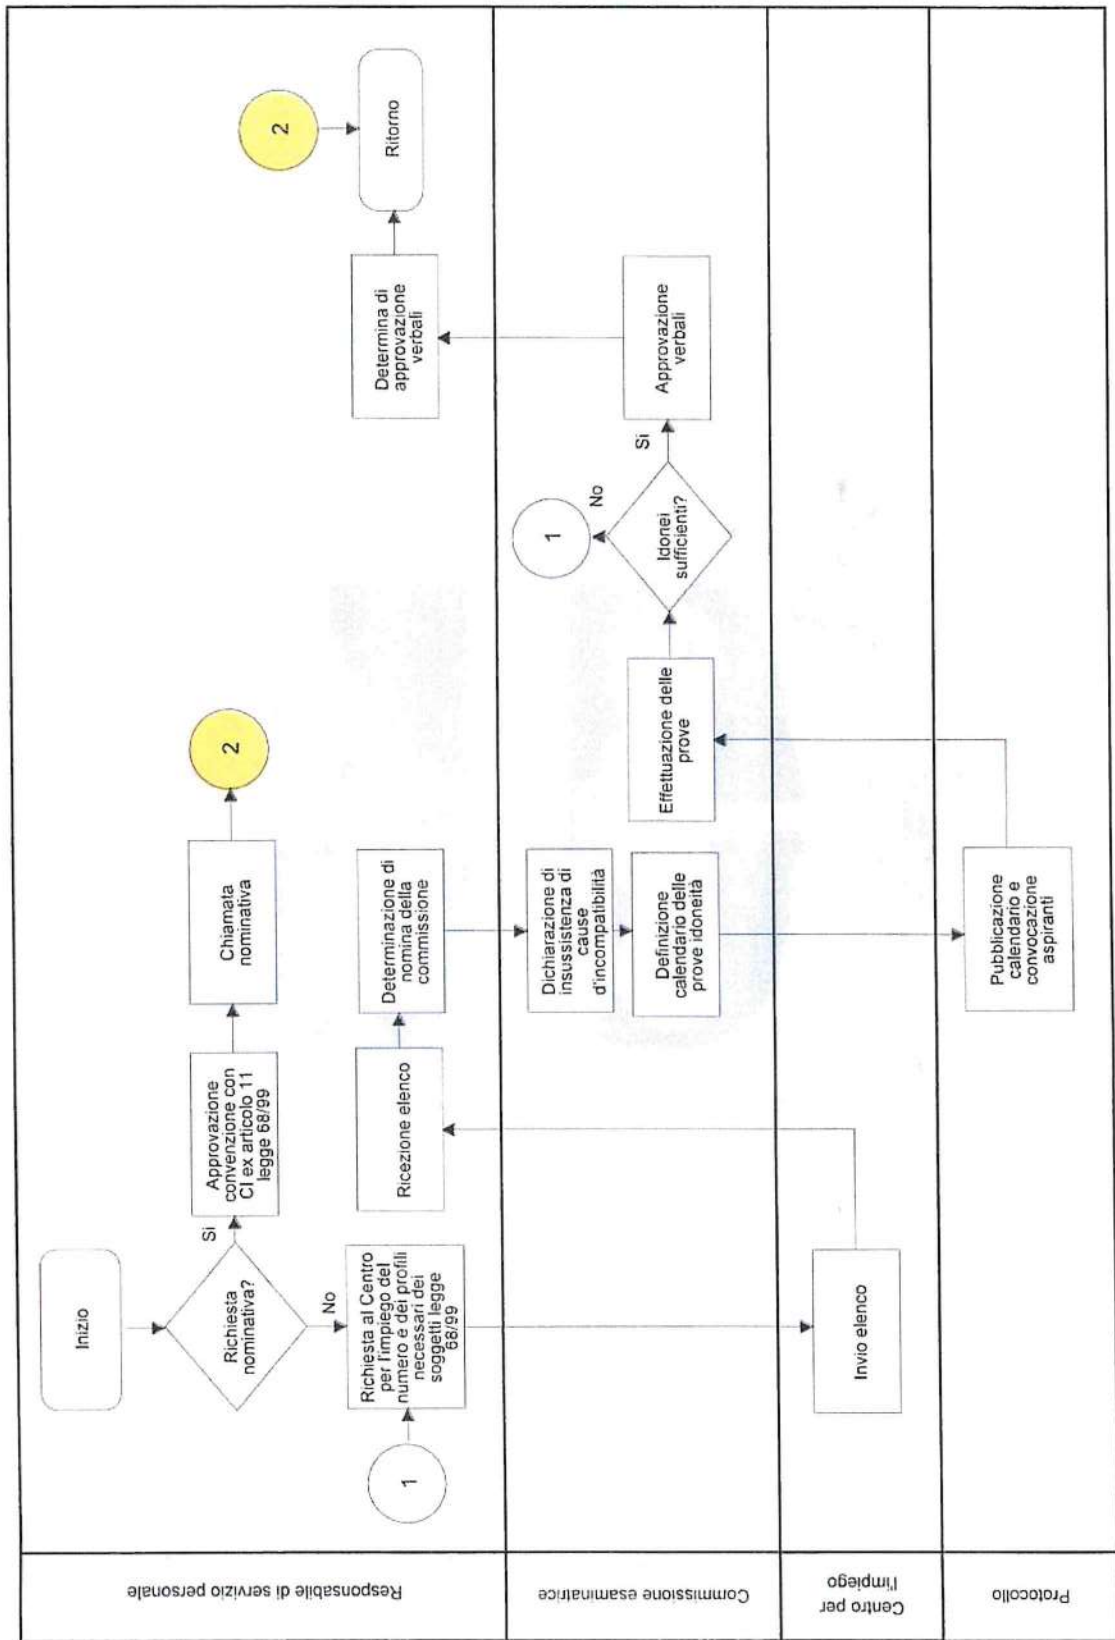 Responsabile di servizio personale
Inizio
Richiesta
nominativa?
Si
No
Approvazione
convenzione con
CI ex articolo 11
legge 68/99
Chiamata
nominativa
2
1
Richiesta al Centro
per l'impiego del
numero e dei profili
necessari dei
soggetti legge
68/99
Ricezione elenco
Determinazione di
nomina della
commissione
Determina di
approvazione
verbali
2
Ritorno
Commissione esaminatrice
Dichiarazione di
insussistenza di
cause
d'incompatibilità
Definizione
calendario delle
prove idoneità
Effettuazione delle
prove
Idonei
sufficienti?
No
1
Si
Approvazione
verbali
Centro per
l'impiego
Invio elenco
Protocollo
Pubblicazione
calendario e
convocazione
aspiranti